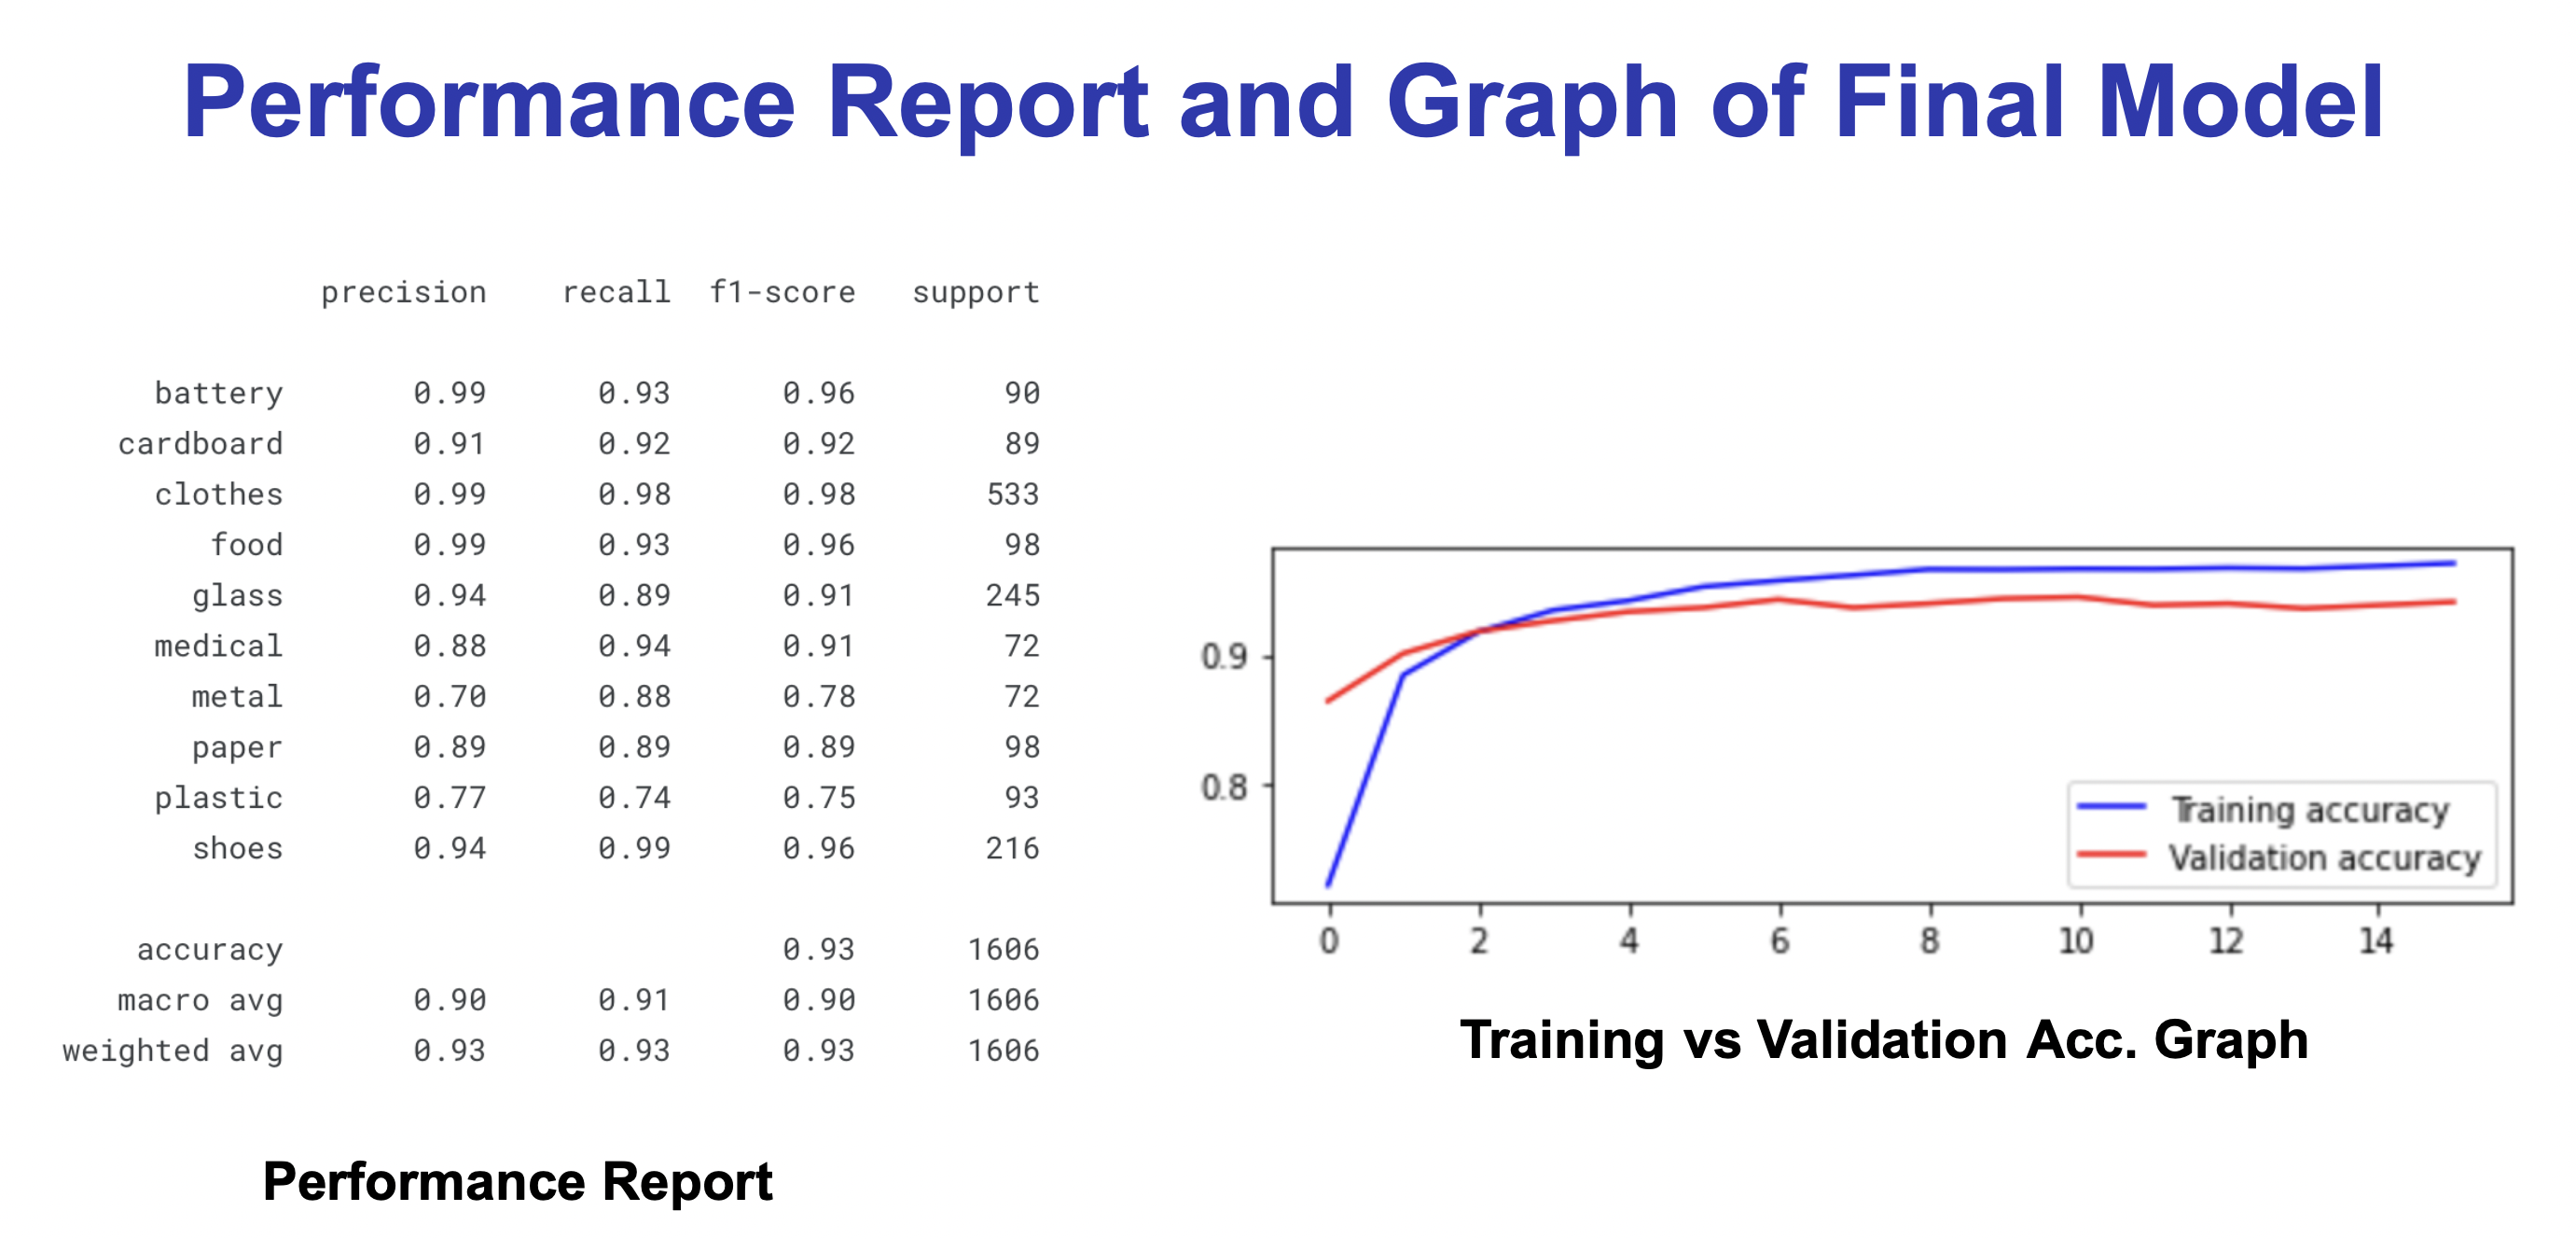 Performance Report and Graph of Final Model
precision recall f1-score support
battery 0.99 0.93 0.96 90
cardboard 0.91 0.92 0.92 89
clothes 0.99 0.98 0.98 533
food 0.99 0.93 0.96 98
glass 0.94 0.89 0.91 245
medical 0.88 0.94 0.91 72
metal 0.70 0.88 0.78 72
paper 0.89 0.89 0.89 98
plastic 0.77 0.74 0.75 93
shoes 0.94 0.99 0.96 216
accuracy 0.93 1606
macro avg 0.90 0.91 0.90 1606
weighted avg 0.93 0.93 0.93 1606
Performance Report
0.9
0.8
Training accuracy
Validation accuracy
0 2 4 6 8 10 12 14
Training vs Validation Acc. Graph